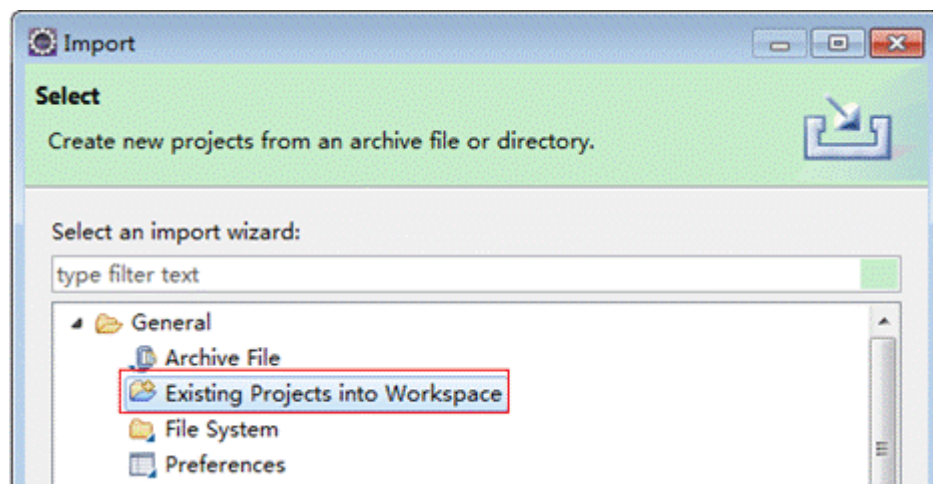 Import
Select
Create new projects from an archive file or directory.
Select an import wizard:
type filter text
General
Archive File
Existing Projects into Workspace
File System
Preferences